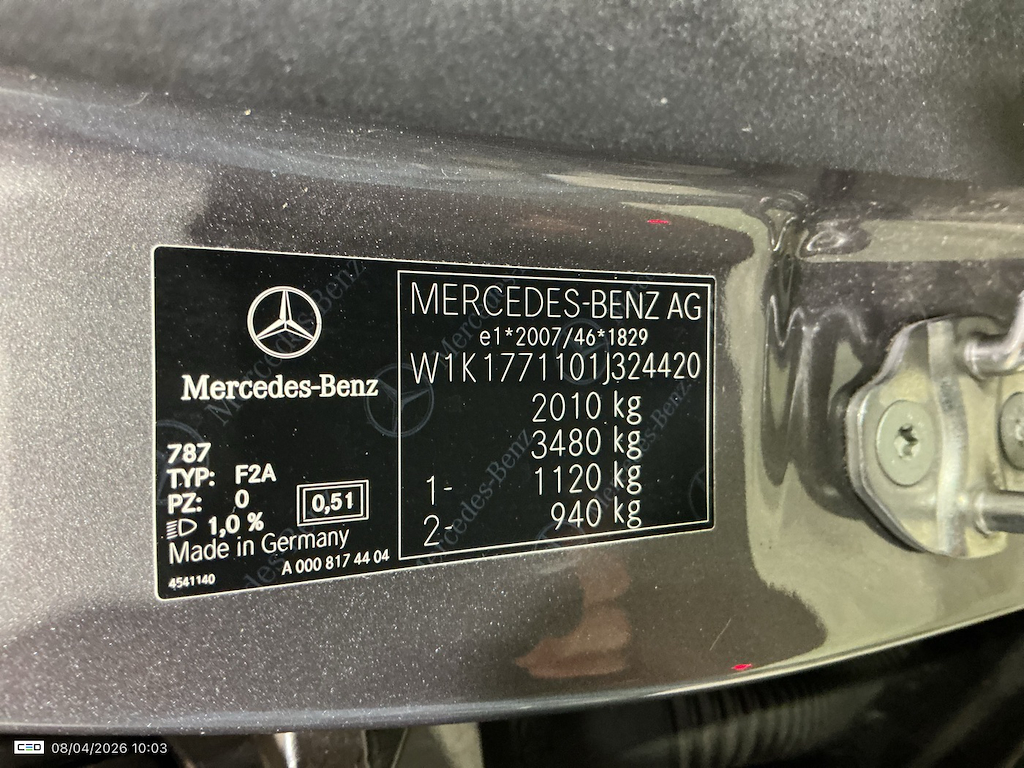 MERCEDES-BENZ AG
e1*2007/46*1829
W1K1771101J324420
2010 kg
3480 kg
1- 1120 kg
2- 940 kg
Mercedes-Benz
787
TYP: F2A
PZ: 0
0,51
1,0 %
Made in Germany
A 000 817 44 04
4541140
CEO 08/04/2026 10:03